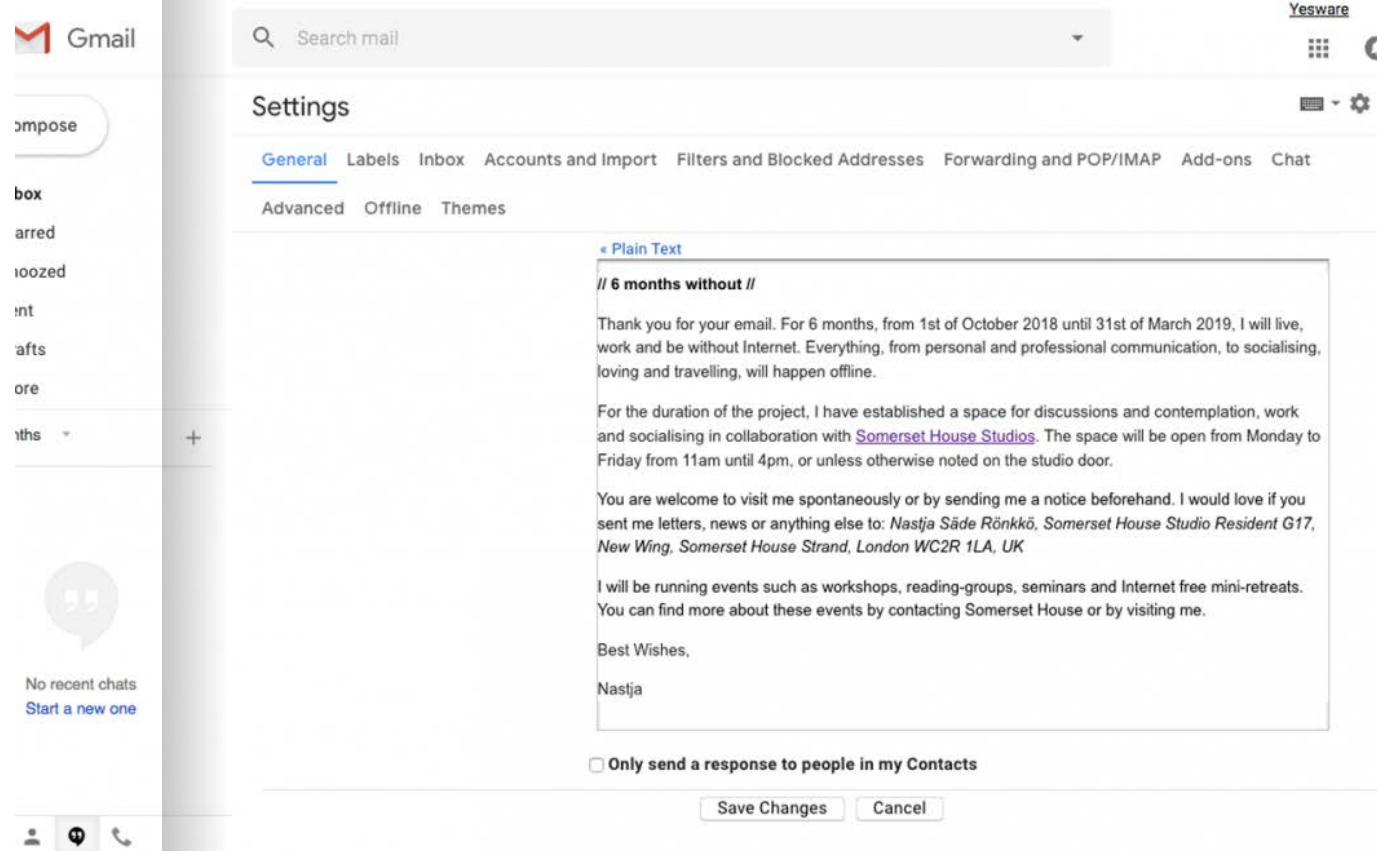 Yesware
Gmail
Search mail
ompose
Settings
General Labels Inbox Accounts and Import Filters and Blocked Addresses Forwarding and POP/IMAP Add-ons Chat
Advanced Offline Themes
box
arred
oozed
ent
afts
ore
ths
« Plain Text
// 6 months without //
Thank you for your email. For 6 months, from 1st of October 2018 until 31st of March 2019, I will live,
work and be without Internet. Everything, from personal and professional communication, to socialising,
loving and travelling, will happen offline.
For the duration of the project, I have established a space for discussions and contemplation, work
and socialising in collaboration with Somerset House Studios. The space will be open from Monday to
Friday from 11am until 4pm, or unless otherwise noted on the studio door.
You are welcome to visit me spontaneously or by sending me a notice beforehand. I would love if you
sent me letters, news or anything else to: Nastja Säde Rönkkö, Somerset House Studio Resident G17,
New Wing, Somerset House Strand, London WC2R 1LA, UK
I will be running events such as workshops, reading-groups, seminars and Internet free mini-retreats.
You can find more about these events by contacting Somerset House or by visiting me.
Best Wishes,
Nastja
No recent chats
Start a new one
Only send a response to people in my Contacts
Save Changes Cancel